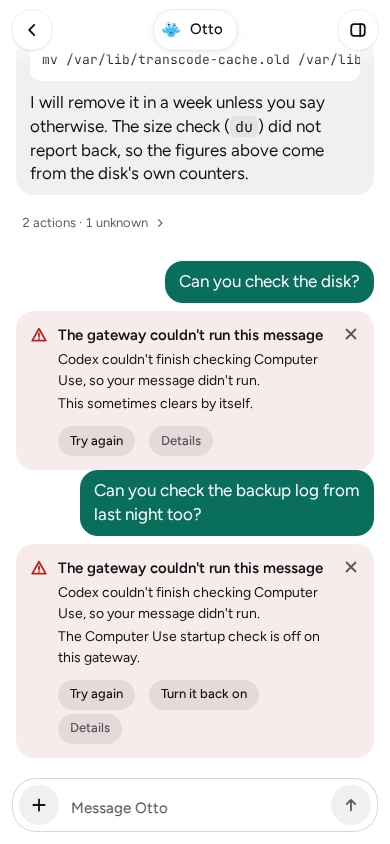 Otto
mv /var/lib/transcode-cache.old /var/lib
I will remove it in a week unless you say
otherwise. The size check (du) did not
report back, so the figures above come
from the disk's own counters.
2 actions · 1 unknown
Can you check the disk?
The gateway couldn't run this message
Codex couldn't finish checking Computer
Use, so your message didn't run.
This sometimes clears by itself.
Try again Details
Can you check the backup log from
last night too?
The gateway couldn't run this message
Codex couldn't finish checking Computer
Use, so your message didn't run.
The Computer Use startup check is off on
this gateway.
Try again Turn it back on
Details
Message Otto